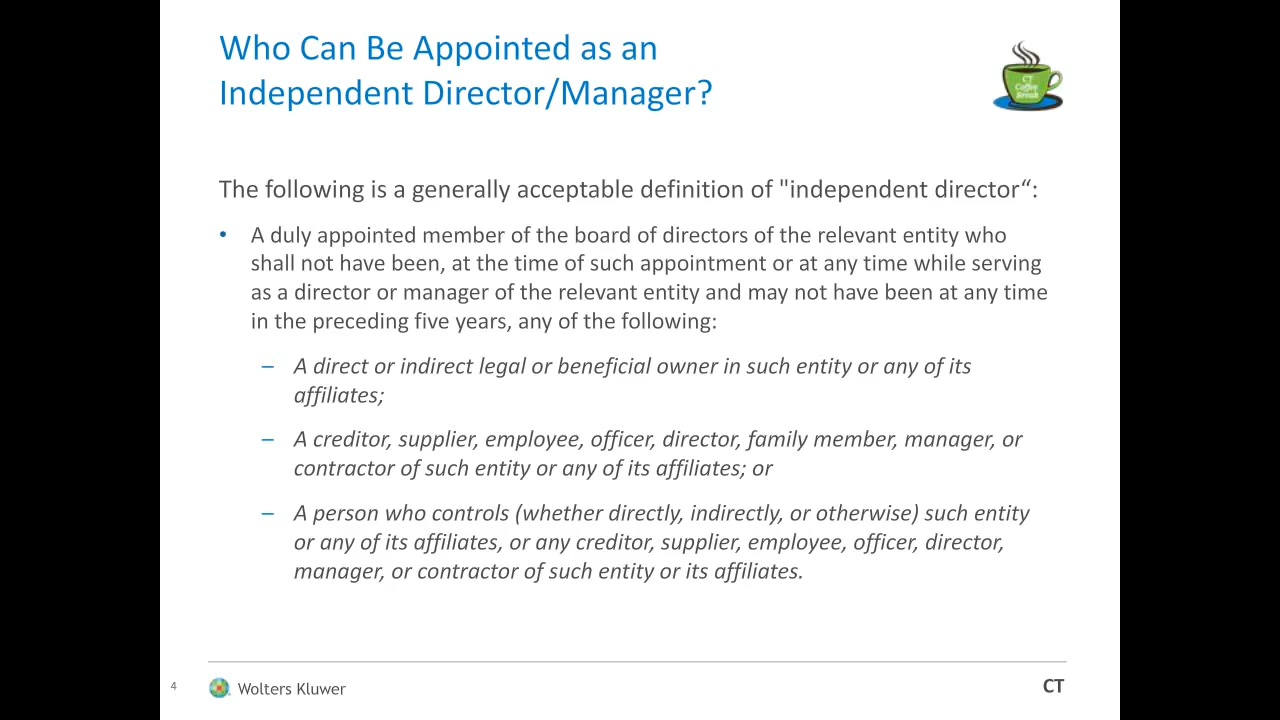 Who Can Be Appointed as an
Independent Director/Manager?
CT
Coffee
Break
The following is a generally acceptable definition of "independent director“:
• A duly appointed member of the board of directors of the relevant entity who
shall not have been, at the time of such appointment or at any time while serving
as a director or manager of the relevant entity and may not have been at any time
in the preceding five years, any of the following:
– A direct or indirect legal or beneficial owner in such entity or any of its
affiliates;
– A creditor, supplier, employee, officer, director, family member, manager, or
contractor of such entity or any of its affiliates; or
– A person who controls (whether directly, indirectly, or otherwise) such entity
or any of its affiliates, or any creditor, supplier, employee, officer, director,
manager, or contractor of such entity or its affiliates.
4
Wolters Kluwer
CT